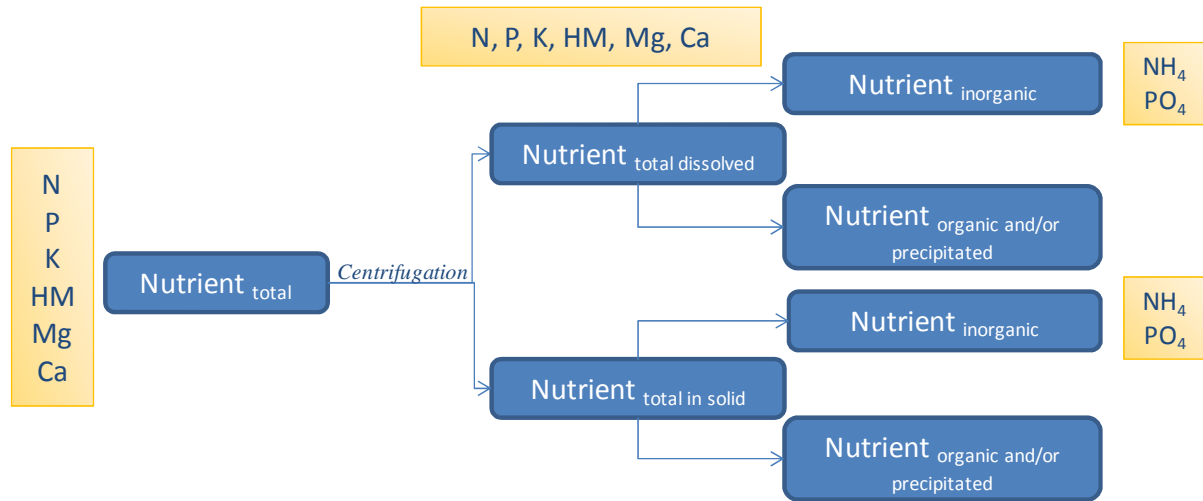 N, P, K, HM, Mg, Ca
Nutrient inorganic
NH₄
PO₄
Nutrient total dissolved
N
P
K
HM
Mg
Ca
Nutrient organic and/or
precipitated
Nutrient total
Centrifugation
Nutrient inorganic
NH₄
PO₄
Nutrient total in solid
Nutrient organic and/or
precipitated